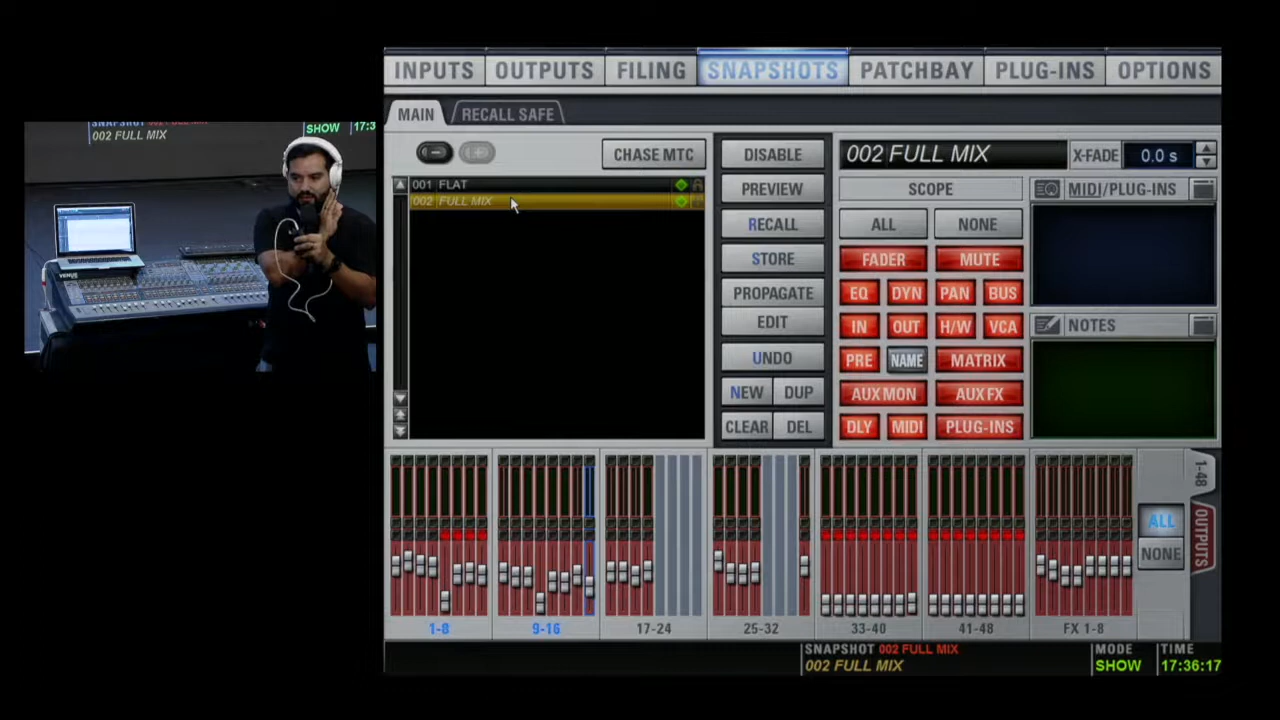 INPUTS OUTPUTS FILING SNAPSHOTS PATCHBAY PLUG-INS OPTIONS
MAIN RECALL SAFE
002 FULL MIX SHOW 17:3
CHASE MTC
001 FLAT
002 FULL MIX
DISABLE
PREVIEW
RECALL
STORE
PROPAGATE
EDIT
UNDO
NEW DUP
CLEAR DEL
002 FULL MIX X-FADE 0.0 s
SCOPE MIDI/PLUG-INS
ALL NONE
FADER MUTE
EQ DYN PAN BUS
IN OUT H/W VCA
NOTES
PRE NAME MATRIX
AUX MON AUX FX
DLY MIDI PLUG-INS
VENUE
1-48
ALL
NONE
OUTPUTS
1-8 9-16 17-24 25-32 33-40 41-48 FX 1-8
SNAPSHOT 002 FULL MIX MODE TIME
002 FULL MIX SHOW 17:36:17